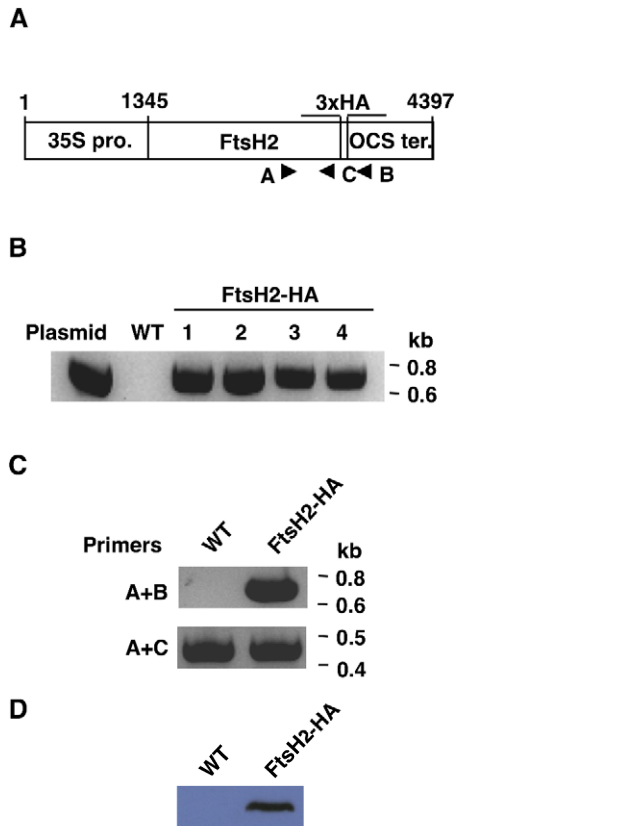 A
1 1345 3xHA 4397
35S pro. FtsH2 OCS ter.
A C B
B
FtsH2-HA
Plasmid WT 1 2 3 4 kb
0.8
0.6
C
Primers WT FtsH2-HA kb
A+B 0.8
0.6
A+C 0.5
0.4
D
WT FtsH2-HA